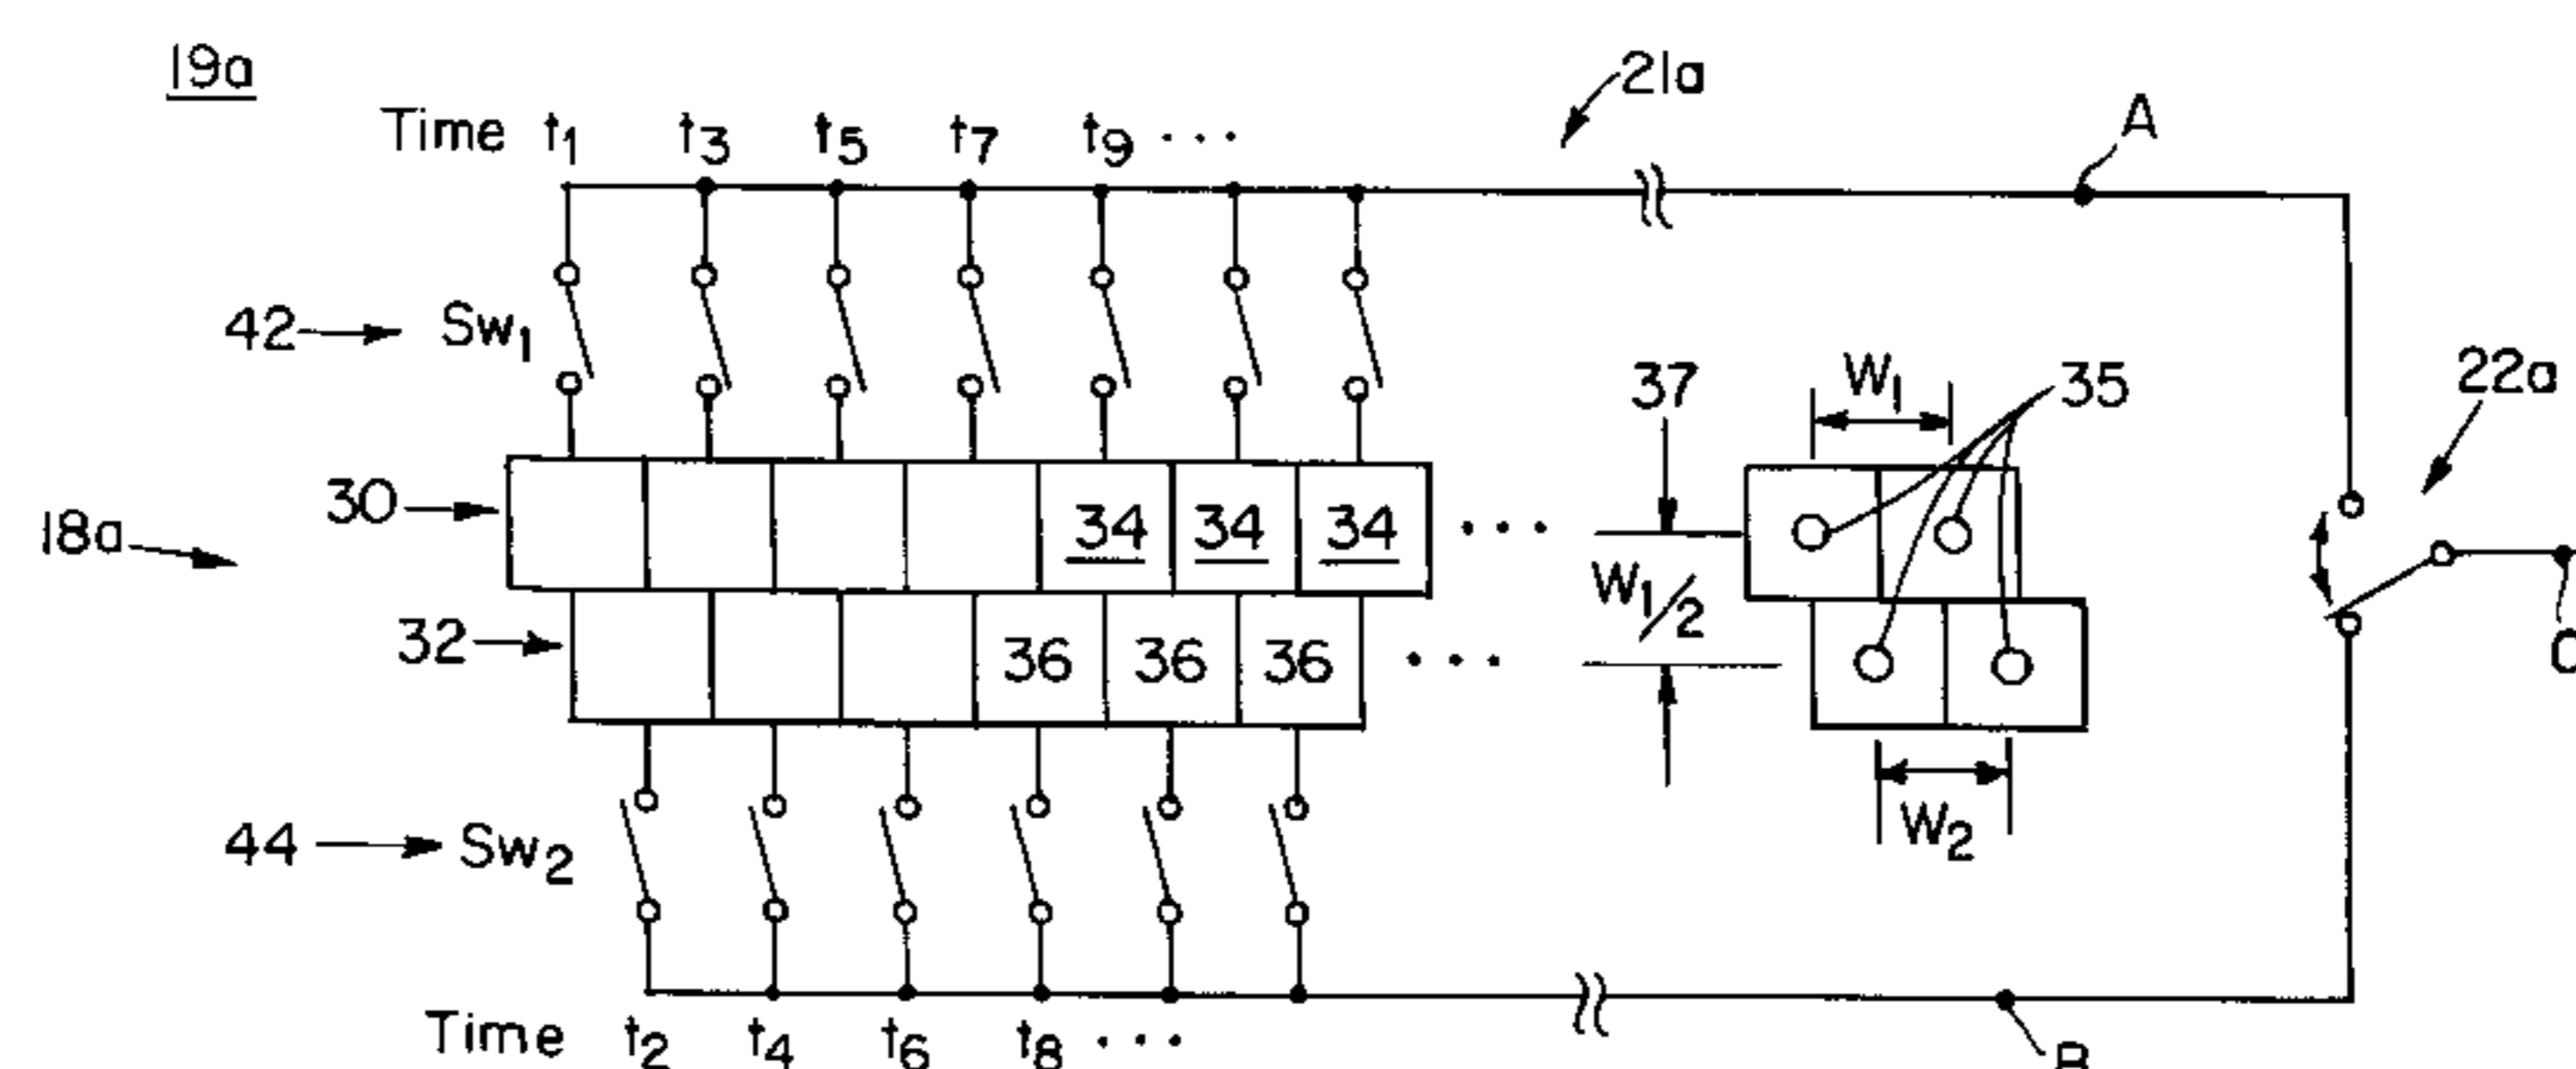 19a
21a
A
Time t1 t3 t5 t7 t9 ...
42 Sw1
37 W1 35 22a
30 34 34 34 ...
18a
W1/2
32 36 36 36 ...
44 Sw2 W2
Time t2 t4 t6 t8 ...